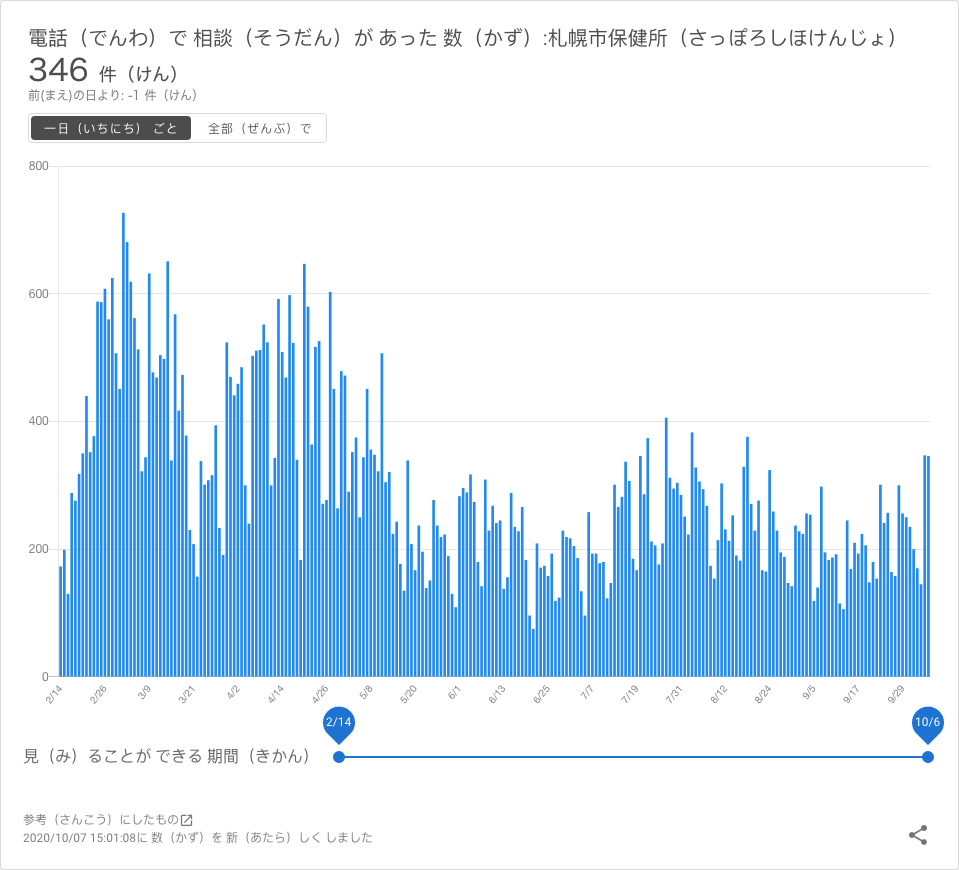 電話（でんわ）で 相談（そうだん）が あった 数（かず）:札幌市保健所（さっぽろしほけんじょ）
346 件（けん）
前(まえ)の日より: -1 件（けん）
一日（いちにち） ごと 全部（ぜんぶ）で
800
600
400
200
0
2/14 2/26 3/9 3/21 4/2 4/14 4/26 5/8 5/20 6/1 6/13 6/25 7/7 7/19 7/31 8/12 8/24 9/5 9/17 9/29
2/14 10/6
見（み）ることが できる 期間（きかん）
参考（さんこう）にしたもの
2020/10/07 15:01:08に 数（かず）を 新（あたら）しく しました